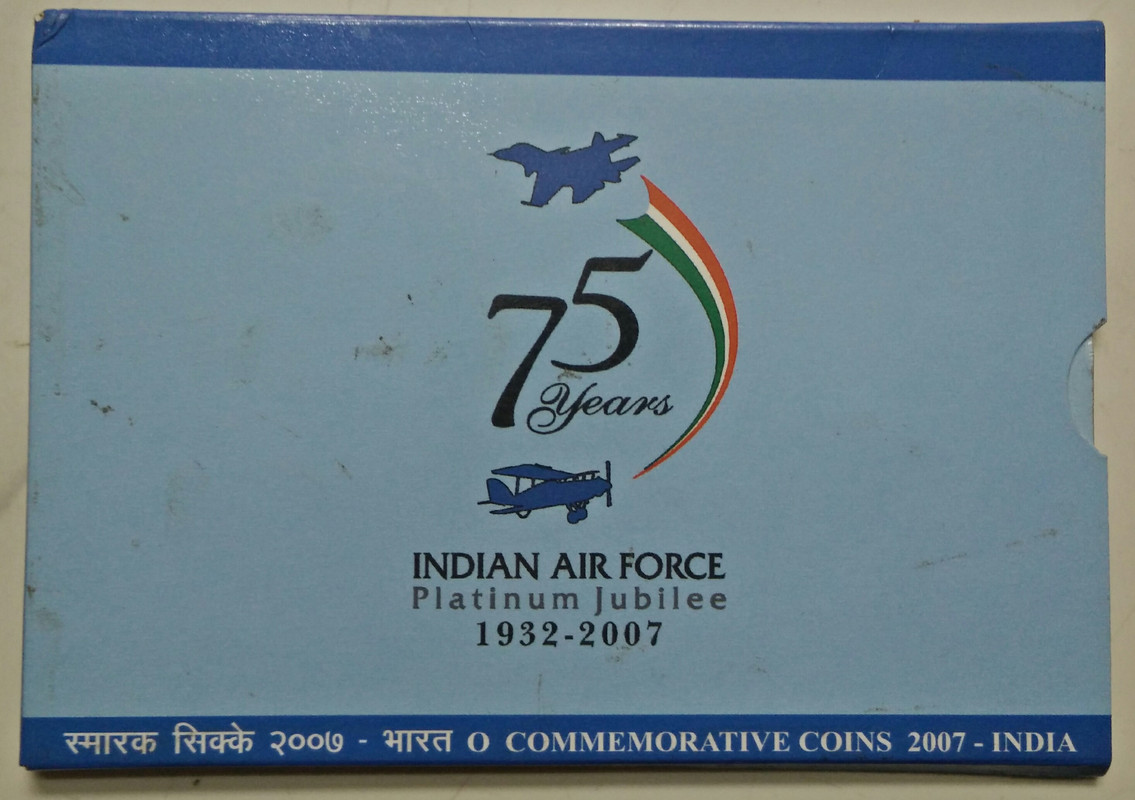 75
Years
INDIAN AIR FORCE
Platinum Jubilee
1932-2007
स्मारक सिक्के २००७ - भारत O COMMEMORATIVE COINS 2007 - INDIA